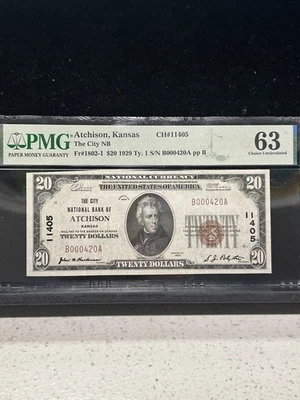 PMG
PAPER MONEY GUARANTY
Atchison, Kansas CH#11405
The City NB
Fr#1802-1 $20 1929 Ty. 1 S/N B000420A pp B
63
Choice Uncirculated
NATIONAL CURRENCY
THE UNITED STATES OF AMERICA
20
20
THE CITY
NATIONAL BANK OF
ATCHISON
KANSAS
WILL PAY TO THE BEARER ON DEMAND
TWENTY DOLLARS
B000420A
B000420A
11405
11405
20
TWENTY DOLLARS
20